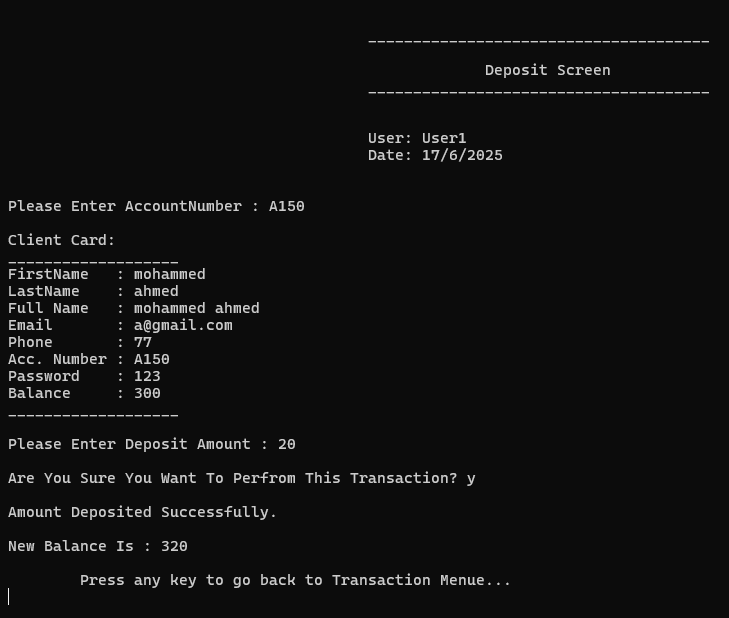 ______________________________________
Deposit Screen
______________________________________
User: User1
Date: 17/6/2025
Please Enter AccountNumber : A150
Client Card:
___________________
FirstName   : mohammed
LastName    : ahmed
Full Name   : mohammed ahmed
Email       : a@gmail.com
Phone       : 77
Acc. Number : A150
Password    : 123
Balance     : 300
___________________
Please Enter Deposit Amount : 20
Are You Sure You Want To Perfrom This Transaction? y
Amount Deposited Successfully.
New Balance Is : 320
Press any key to go back to Transaction Menue...